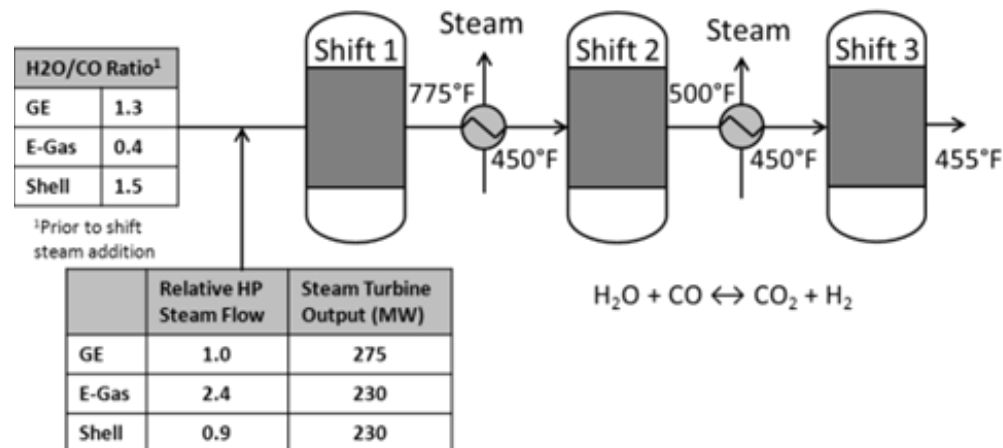 Steam
Steam
Shift 1
Shift 2
Shift 3
H2O/CO Ratio¹
GE 1.3
E-Gas 0.4
Shell 1.5
¹Prior to shift
steam addition
775°F
450°F
500°F
450°F
455°F
H₂O + CO ↔ CO₂ + H₂
Relative HP Steam Turbine
Steam Flow Output (MW)
GE 1.0 275
E-Gas 2.4 230
Shell 0.9 230